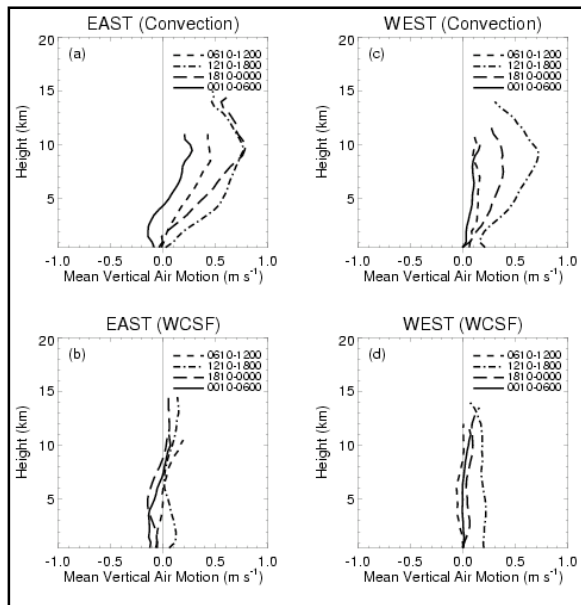 EAST (Convection)
(a)
0610-1200
1210-1800
1810-0000
0010-0600
20
15
10
5
Height (km)
-1.0 -0.5 0.0 0.5 1.0
Mean Vertical Air Motion (m s⁻¹)
WEST (Convection)
(c)
0610-1200
1210-1800
1810-0000
0010-0600
20
15
10
5
Height (km)
-1.0 -0.5 0.0 0.5 1.0
Mean Vertical Air Motion (m s⁻¹)
EAST (WCSF)
(b)
0610-1200
1210-1800
1810-0000
0010-0600
20
15
10
5
Height (km)
-1.0 -0.5 0.0 0.5 1.0
Mean Vertical Air Motion (m s⁻¹)
WEST (WCSF)
(d)
0610-1200
1210-1800
1810-0000
0010-0600
20
15
10
5
Height (km)
-1.0 -0.5 0.0 0.5 1.0
Mean Vertical Air Motion (m s⁻¹)